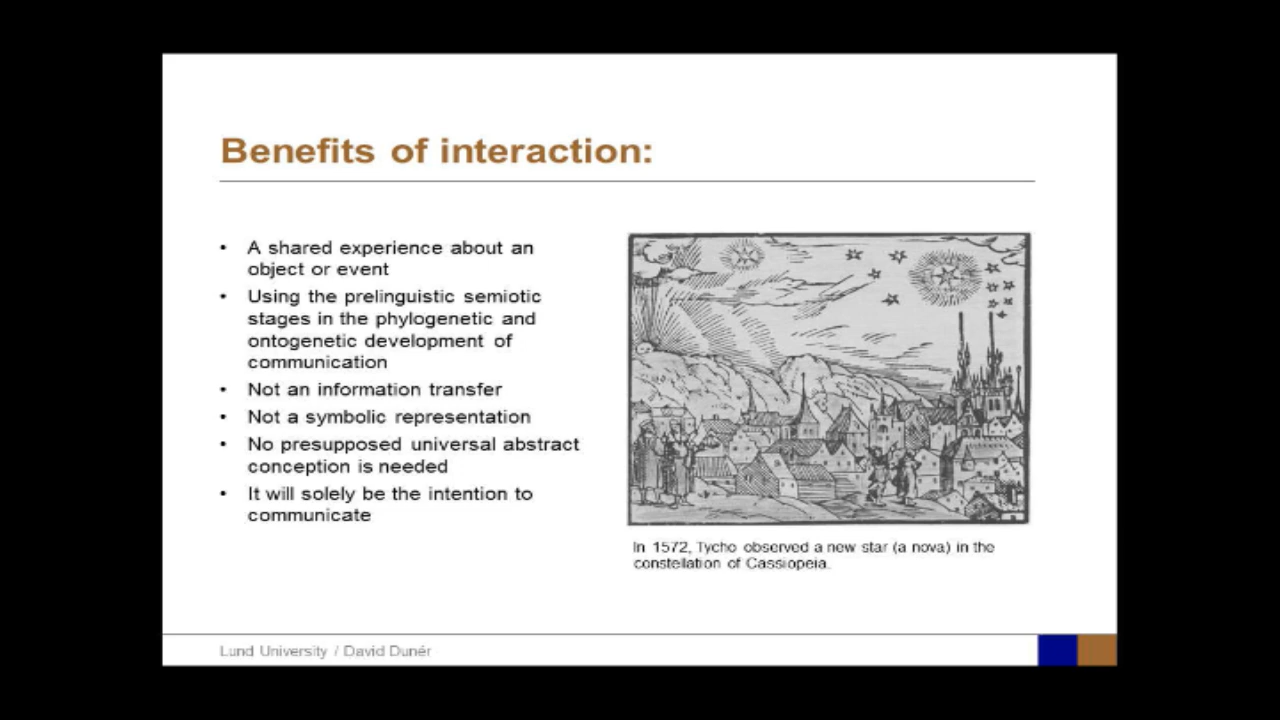 Benefits of interaction:
• A shared experience about an
object or event
• Using the prelinguistic semiotic
stages in the phylogenetic and
ontogenetic development of
communication
• Not an information transfer
• Not a symbolic representation
• No presupposed universal abstract
conception is needed
• It will solely be the intention to
communicate
In 1572, Tycho observed a new star (a nova) in the
constellation of Cassiopeia.
Lund University / David Dunér